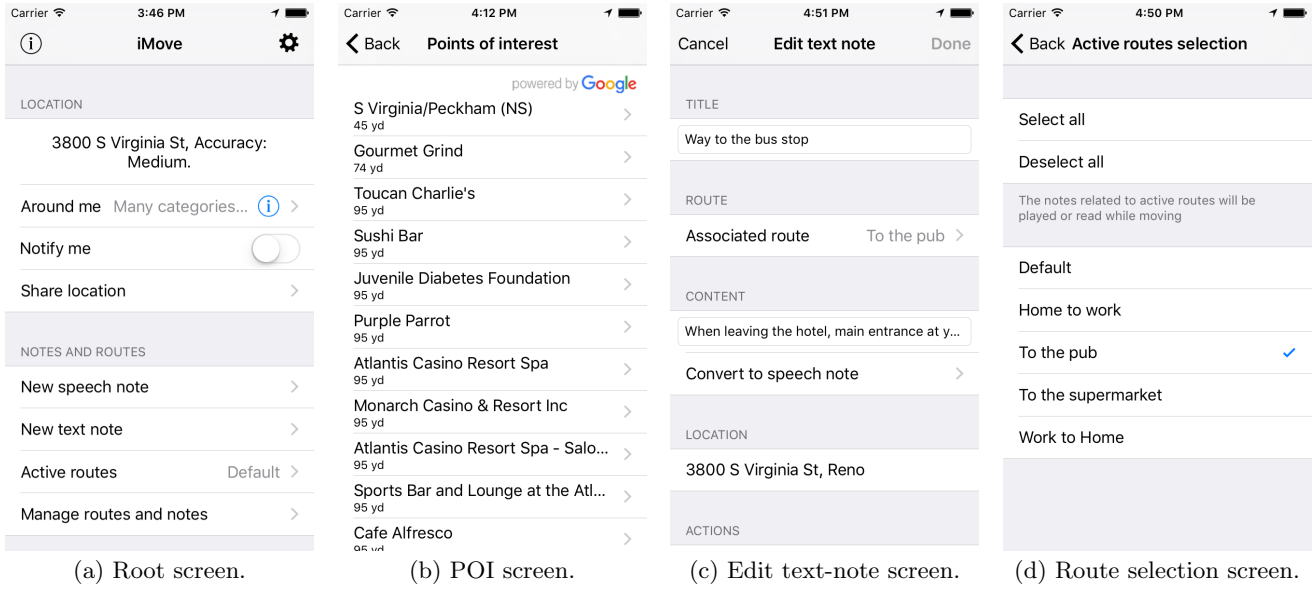 Carrier 3:46 PM
iMove
LOCATION
3800 S Virginia St, Accuracy:
Medium.
Around me Many categories...
Notify me
Share location
NOTES AND ROUTES
New speech note
New text note
Active routes Default
Manage routes and notes
(a) Root screen.
Carrier 4:12 PM
Back Points of interest
powered by Google
S Virginia/Peckham (NS)
45 yd
Gourmet Grind
74 yd
Toucan Charlie's
95 yd
Sushi Bar
95 yd
Juvenile Diabetes Foundation
95 yd
Purple Parrot
95 yd
Atlantis Casino Resort Spa
95 yd
Monarch Casino & Resort Inc
95 yd
Atlantis Casino Resort Spa - Salo...
95 yd
Sports Bar and Lounge at the Atl...
95 yd
Cafe Alfresco
95 yd
(b) POI screen.
Carrier 4:51 PM
Cancel Edit text note Done
TITLE
Way to the bus stop
ROUTE
Associated route To the pub
CONTENT
When leaving the hotel, main entrance at y...
Convert to speech note
LOCATION
3800 S Virginia St, Reno
ACTIONS
(c) Edit text-note screen.
Carrier 4:50 PM
Back Active routes selection
Select all
Deselect all
The notes related to active routes will be
played or read while moving
Default
Home to work
To the pub
To the supermarket
Work to Home
(d) Route selection screen.